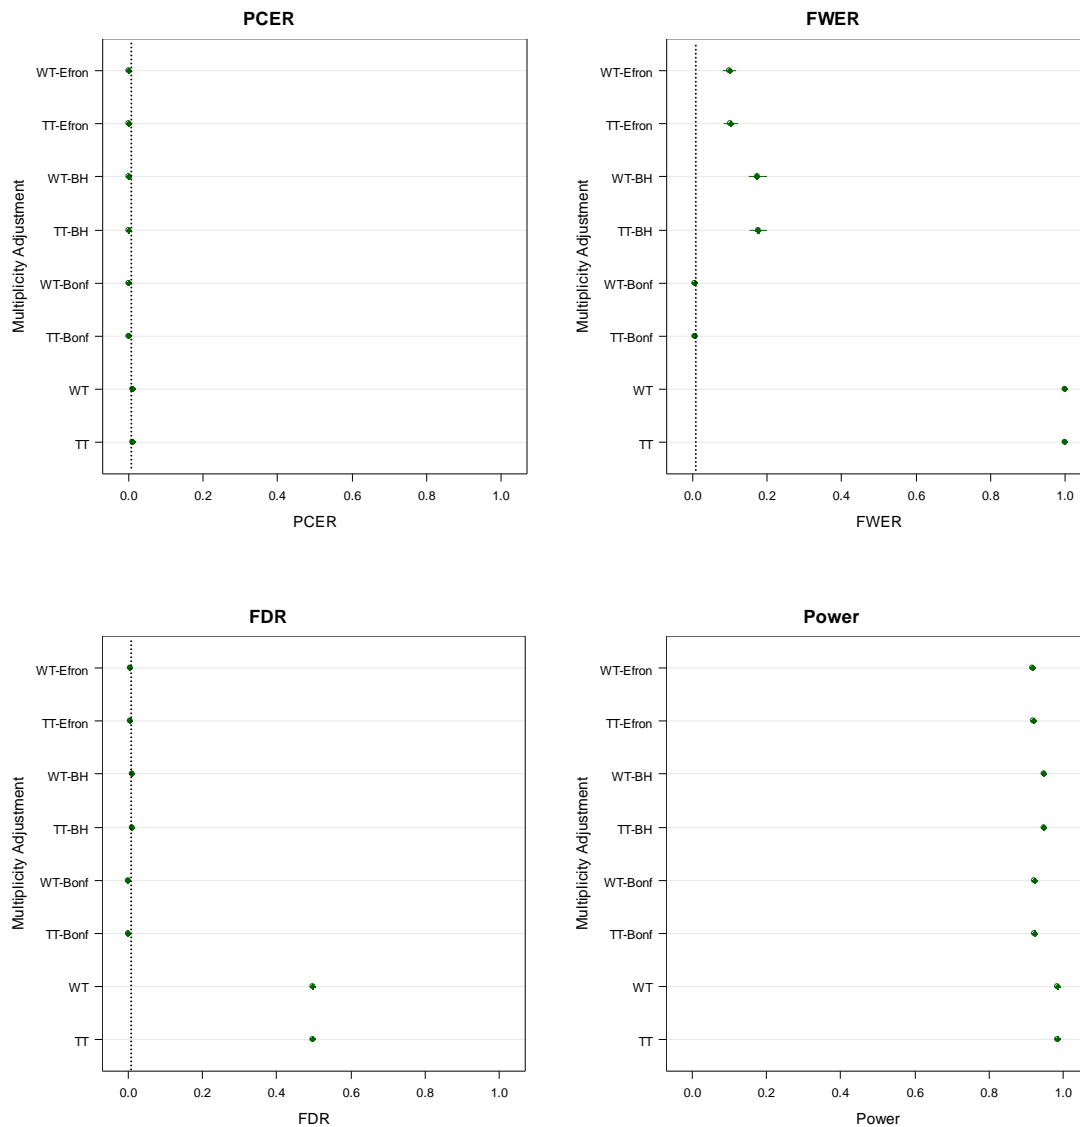 PCER
Multiplicity Adjustment
WT-Efron
TT-Efron
WT-BH
TT-BH
WT-Bonf
TT-Bonf
WT
TT
0.0 0.2 0.4 0.6 0.8 1.0
PCER
FWER
Multiplicity Adjustment
WT-Efron
TT-Efron
WT-BH
TT-BH
WT-Bonf
TT-Bonf
WT
TT
0.0 0.2 0.4 0.6 0.8 1.0
FWER
FDR
Multiplicity Adjustment
WT-Efron
TT-Efron
WT-BH
TT-BH
WT-Bonf
TT-Bonf
WT
TT
0.0 0.2 0.4 0.6 0.8 1.0
FDR
Power
Multiplicity Adjustment
WT-Efron
TT-Efron
WT-BH
TT-BH
WT-Bonf
TT-Bonf
WT
TT
0.0 0.2 0.4 0.6 0.8 1.0
Power